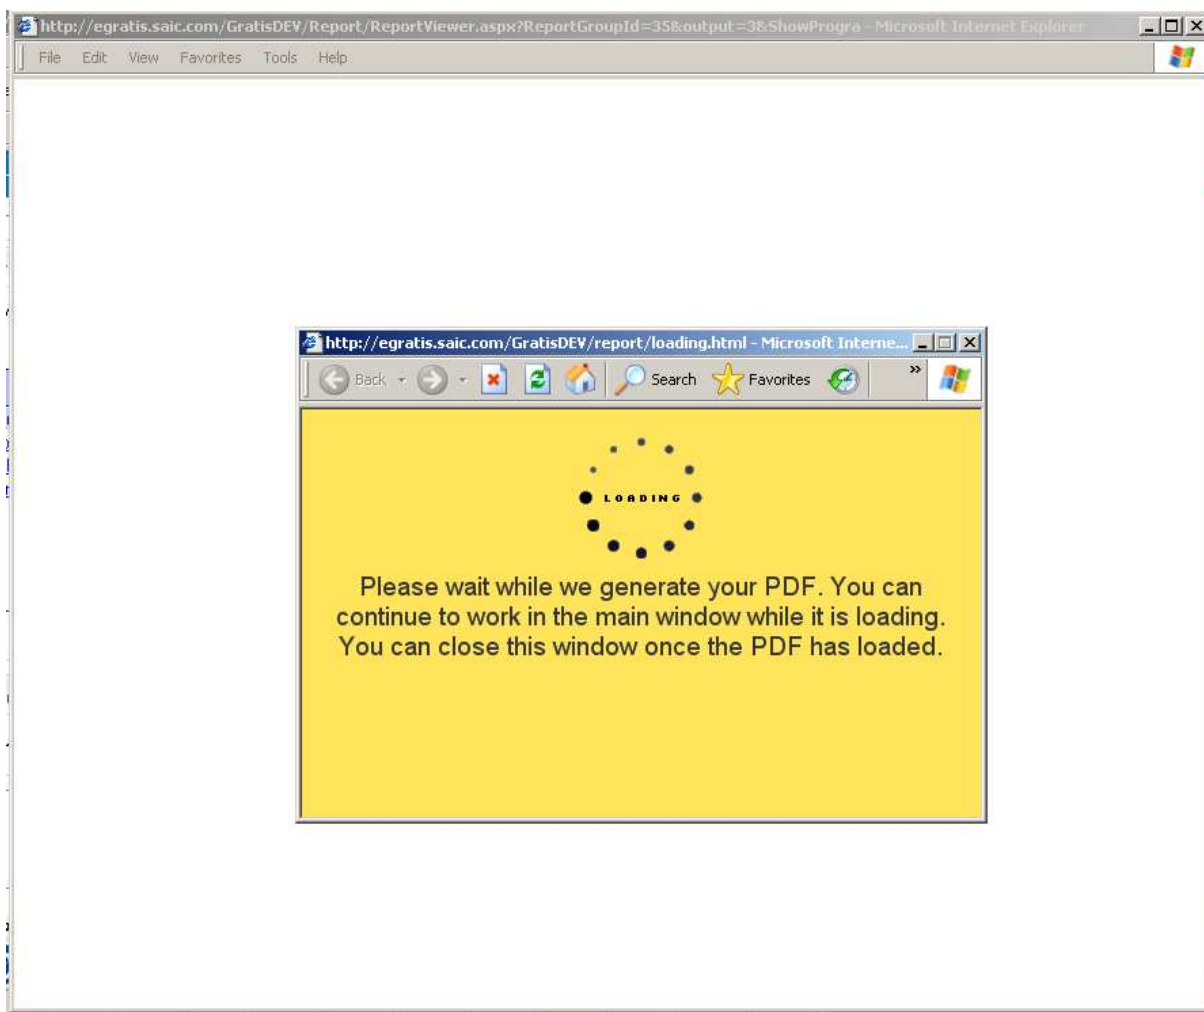 http://egratis.saic.com/GratisDEV/Report/ReportViewer.aspx?ReportGroupId=35&output=3&ShowProgra - Microsoft Internet Explorer
File Edit View Favorites Tools Help
http://egratis.saic.com/GratisDEV/report/loading.html - Microsoft Interne...
Back Search Favorites »
LOADING
Please wait while we generate your PDF. You can
continue to work in the main window while it is loading.
You can close this window once the PDF has loaded.